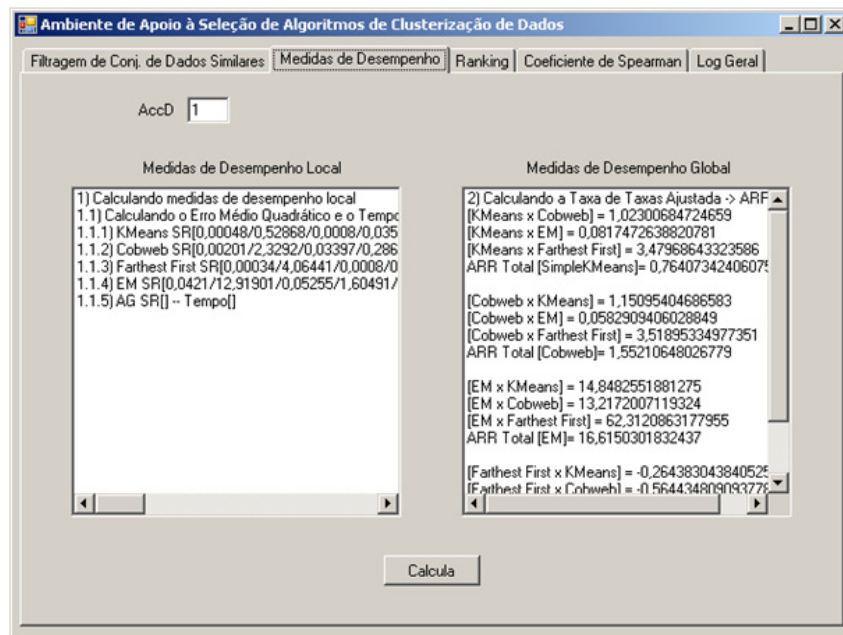 Ambiente de Apoio à Seleção de Algoritmos de Clusterização de Dados
Filtragem de Conj. de Dados Similares Medidas de Desempenho Ranking Coeficiente de Spearman Log Geral
AccD 1
Medidas de Desempenho Local
1) Calculando medidas de desempenho local
1.1) Calculando o Erro Médio Quadrático e o Tempo
1.1.1) KMeans SR[0,00048/0,52868/0,0008/0,035
1.1.2) Cobweb SR[0,00201/2,3292/0,03397/0,286
1.1.3) Farthest First SR[0,00034/4,06441/0,0008/0
1.1.4) EM SR[0,0421/12,91901/0,05255/1,60491/
1.1.5) AG SR[] -- Tempo[]
Medidas de Desempenho Global
2) Calculando a Taxa de Taxas Ajustada -> ARF
[KMeans x Cobweb] = 1,02300684724659
[KMeans x EM] = 0,0817472638820781
[KMeans x Farthest First] = 3,47968643323586
ARR Total [SimpleKMeans]= 0,76407342406075
[Cobweb x KMeans] = 1,15095404686583
[Cobweb x EM] = 0,0582909406028849
[Cobweb x Farthest First] = 3,51895334977351
ARR Total [Cobweb]= 1,55210648026779
[EM x KMeans] = 14,8482551881275
[EM x Cobweb] = 13,2172007119324
[EM x Farthest First] = 62,3120863177955
ARR Total [EM]= 16,6150301832437
[Farthest First x KMeans] = -0,264383043840525
[Farthest First x Cobweb] = -0,564434809093778
Calcula